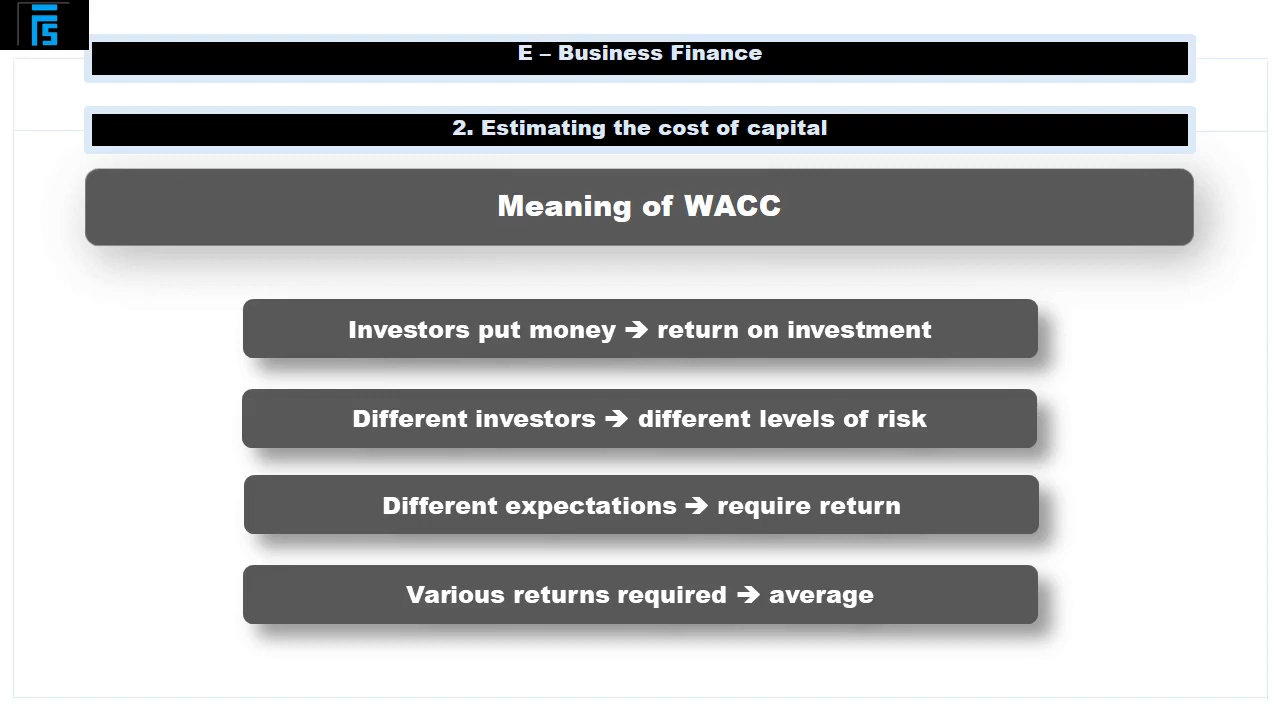 E – Business Finance
2. Estimating the cost of capital
Meaning of WACC
Investors put money ➔ return on investment
Different investors ➔ different levels of risk
Different expectations ➔ require return
Various returns required ➔ average